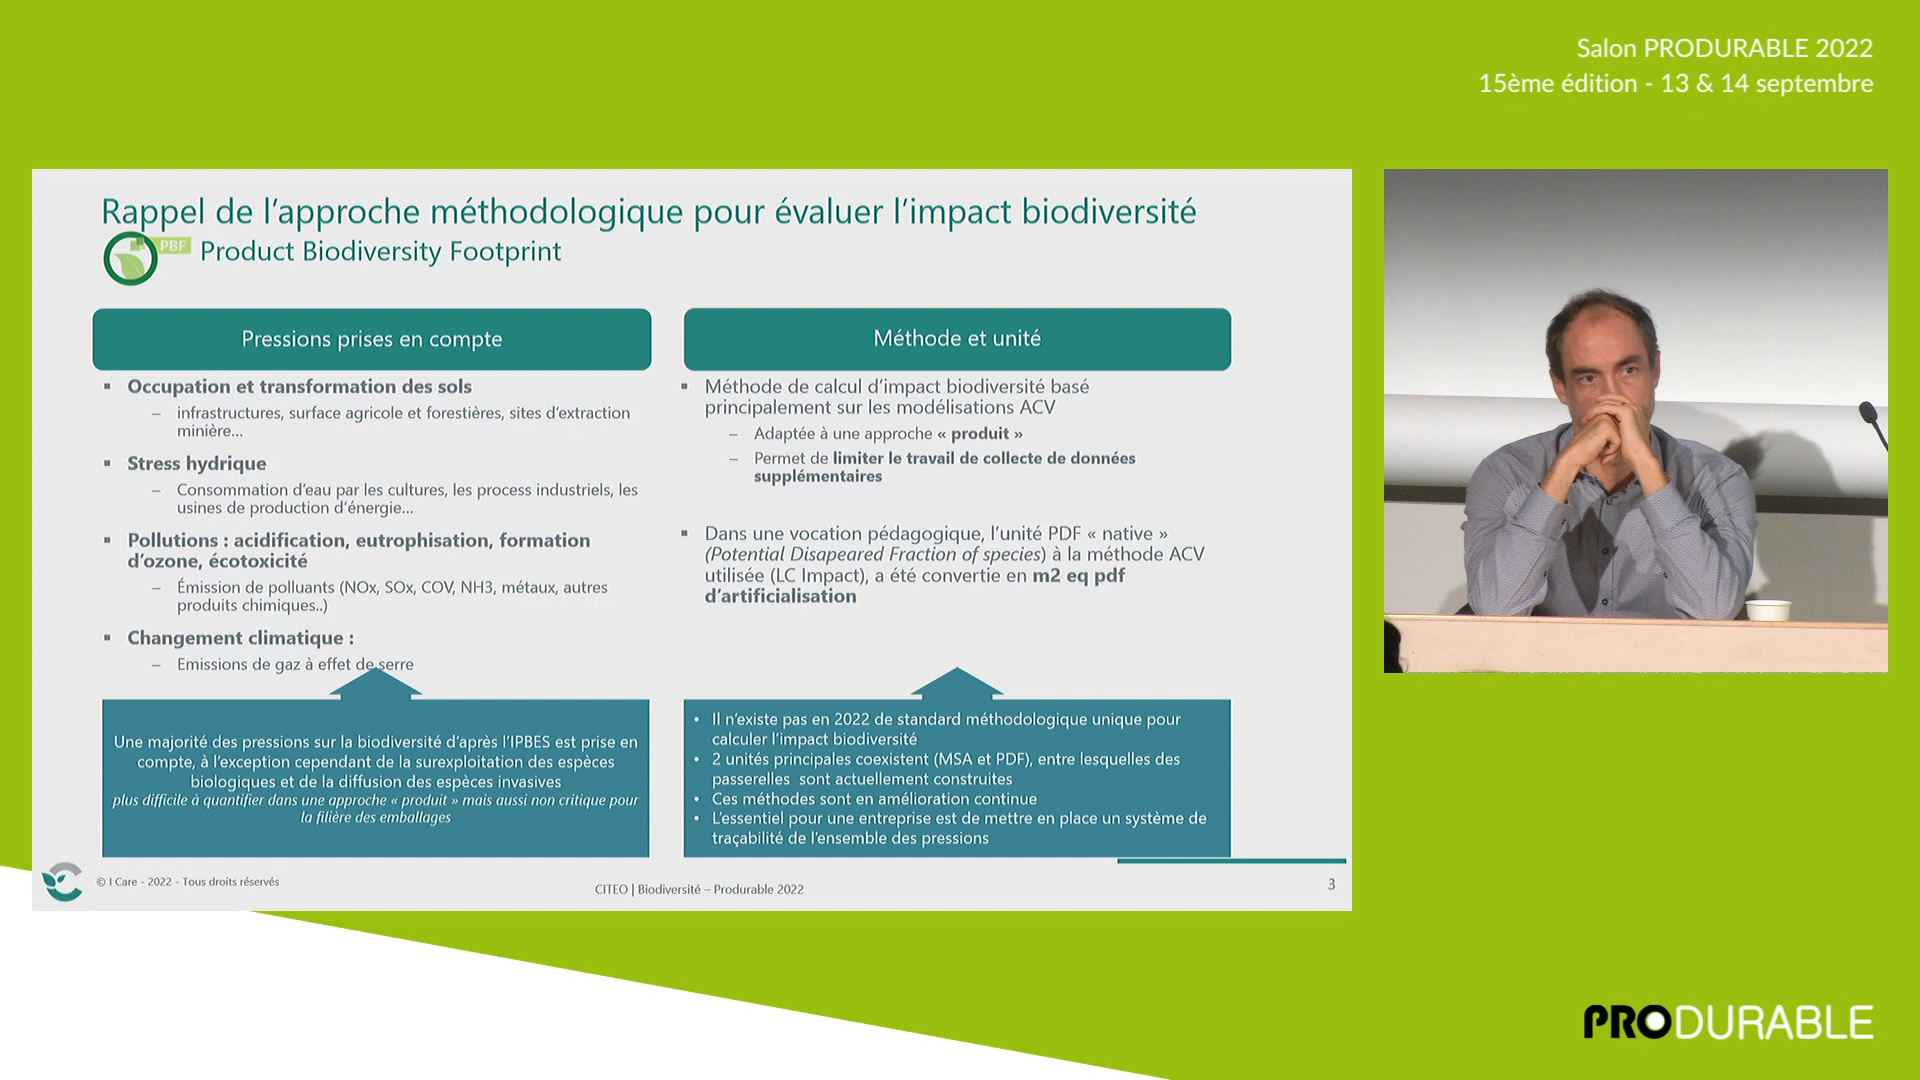 Salon PRODURABLE 2022
15ème édition - 13 & 14 septembre
Rappel de l'approche méthodologique pour évaluer l'impact biodiversité
PBF
Product Biodiversity Footprint
Pressions prises en compte
▪ Occupation et transformation des sols
– infrastructures, surface agricole et forestières, sites d'extraction
minière...
▪ Stress hydrique
– Consommation d'eau par les cultures, les process industriels, les
usines de production d'énergie...
▪ Pollutions : acidification, eutrophisation, formation
d'ozone, écotoxicité
– Émission de polluants (NOx, SOx, COV, NH3, métaux, autres
produits chimiques..)
▪ Changement climatique :
– Emissions de gaz à effet de serre
Une majorité des pressions sur la biodiversité d'après l'IPBES est prise en
compte, à l'exception cependant de la surexploitation des espèces
biologiques et de la diffusion des espèces invasives
plus difficile à quantifier dans une approche « produit » mais aussi non critique pour
la filière des emballages
Méthode et unité
▪ Méthode de calcul d'impact biodiversité basé
principalement sur les modélisations ACV
– Adaptée à une approche « produit »
– Permet de limiter le travail de collecte de données
supplémentaires
▪ Dans une vocation pédagogique, l'unité PDF « native »
(Potential Disapeared Fraction of species) à la méthode ACV
utilisée (LC Impact), a été convertie en m2 eq pdf
d'artificialisation
• Il n'existe pas en 2022 de standard méthodologique unique pour
calculer l'impact biodiversité
• 2 unités principales coexistent (MSA et PDF), entre lesquelles des
passerelles sont actuellement construites
• Ces méthodes sont en amélioration continue
• L'essentiel pour une entreprise est de mettre en place un système de
traçabilité de l'ensemble des pressions
© I Care - 2022 - Tous droits réservés
CITEO | Biodiversité – Produrable 2022
3
PRODURABLE